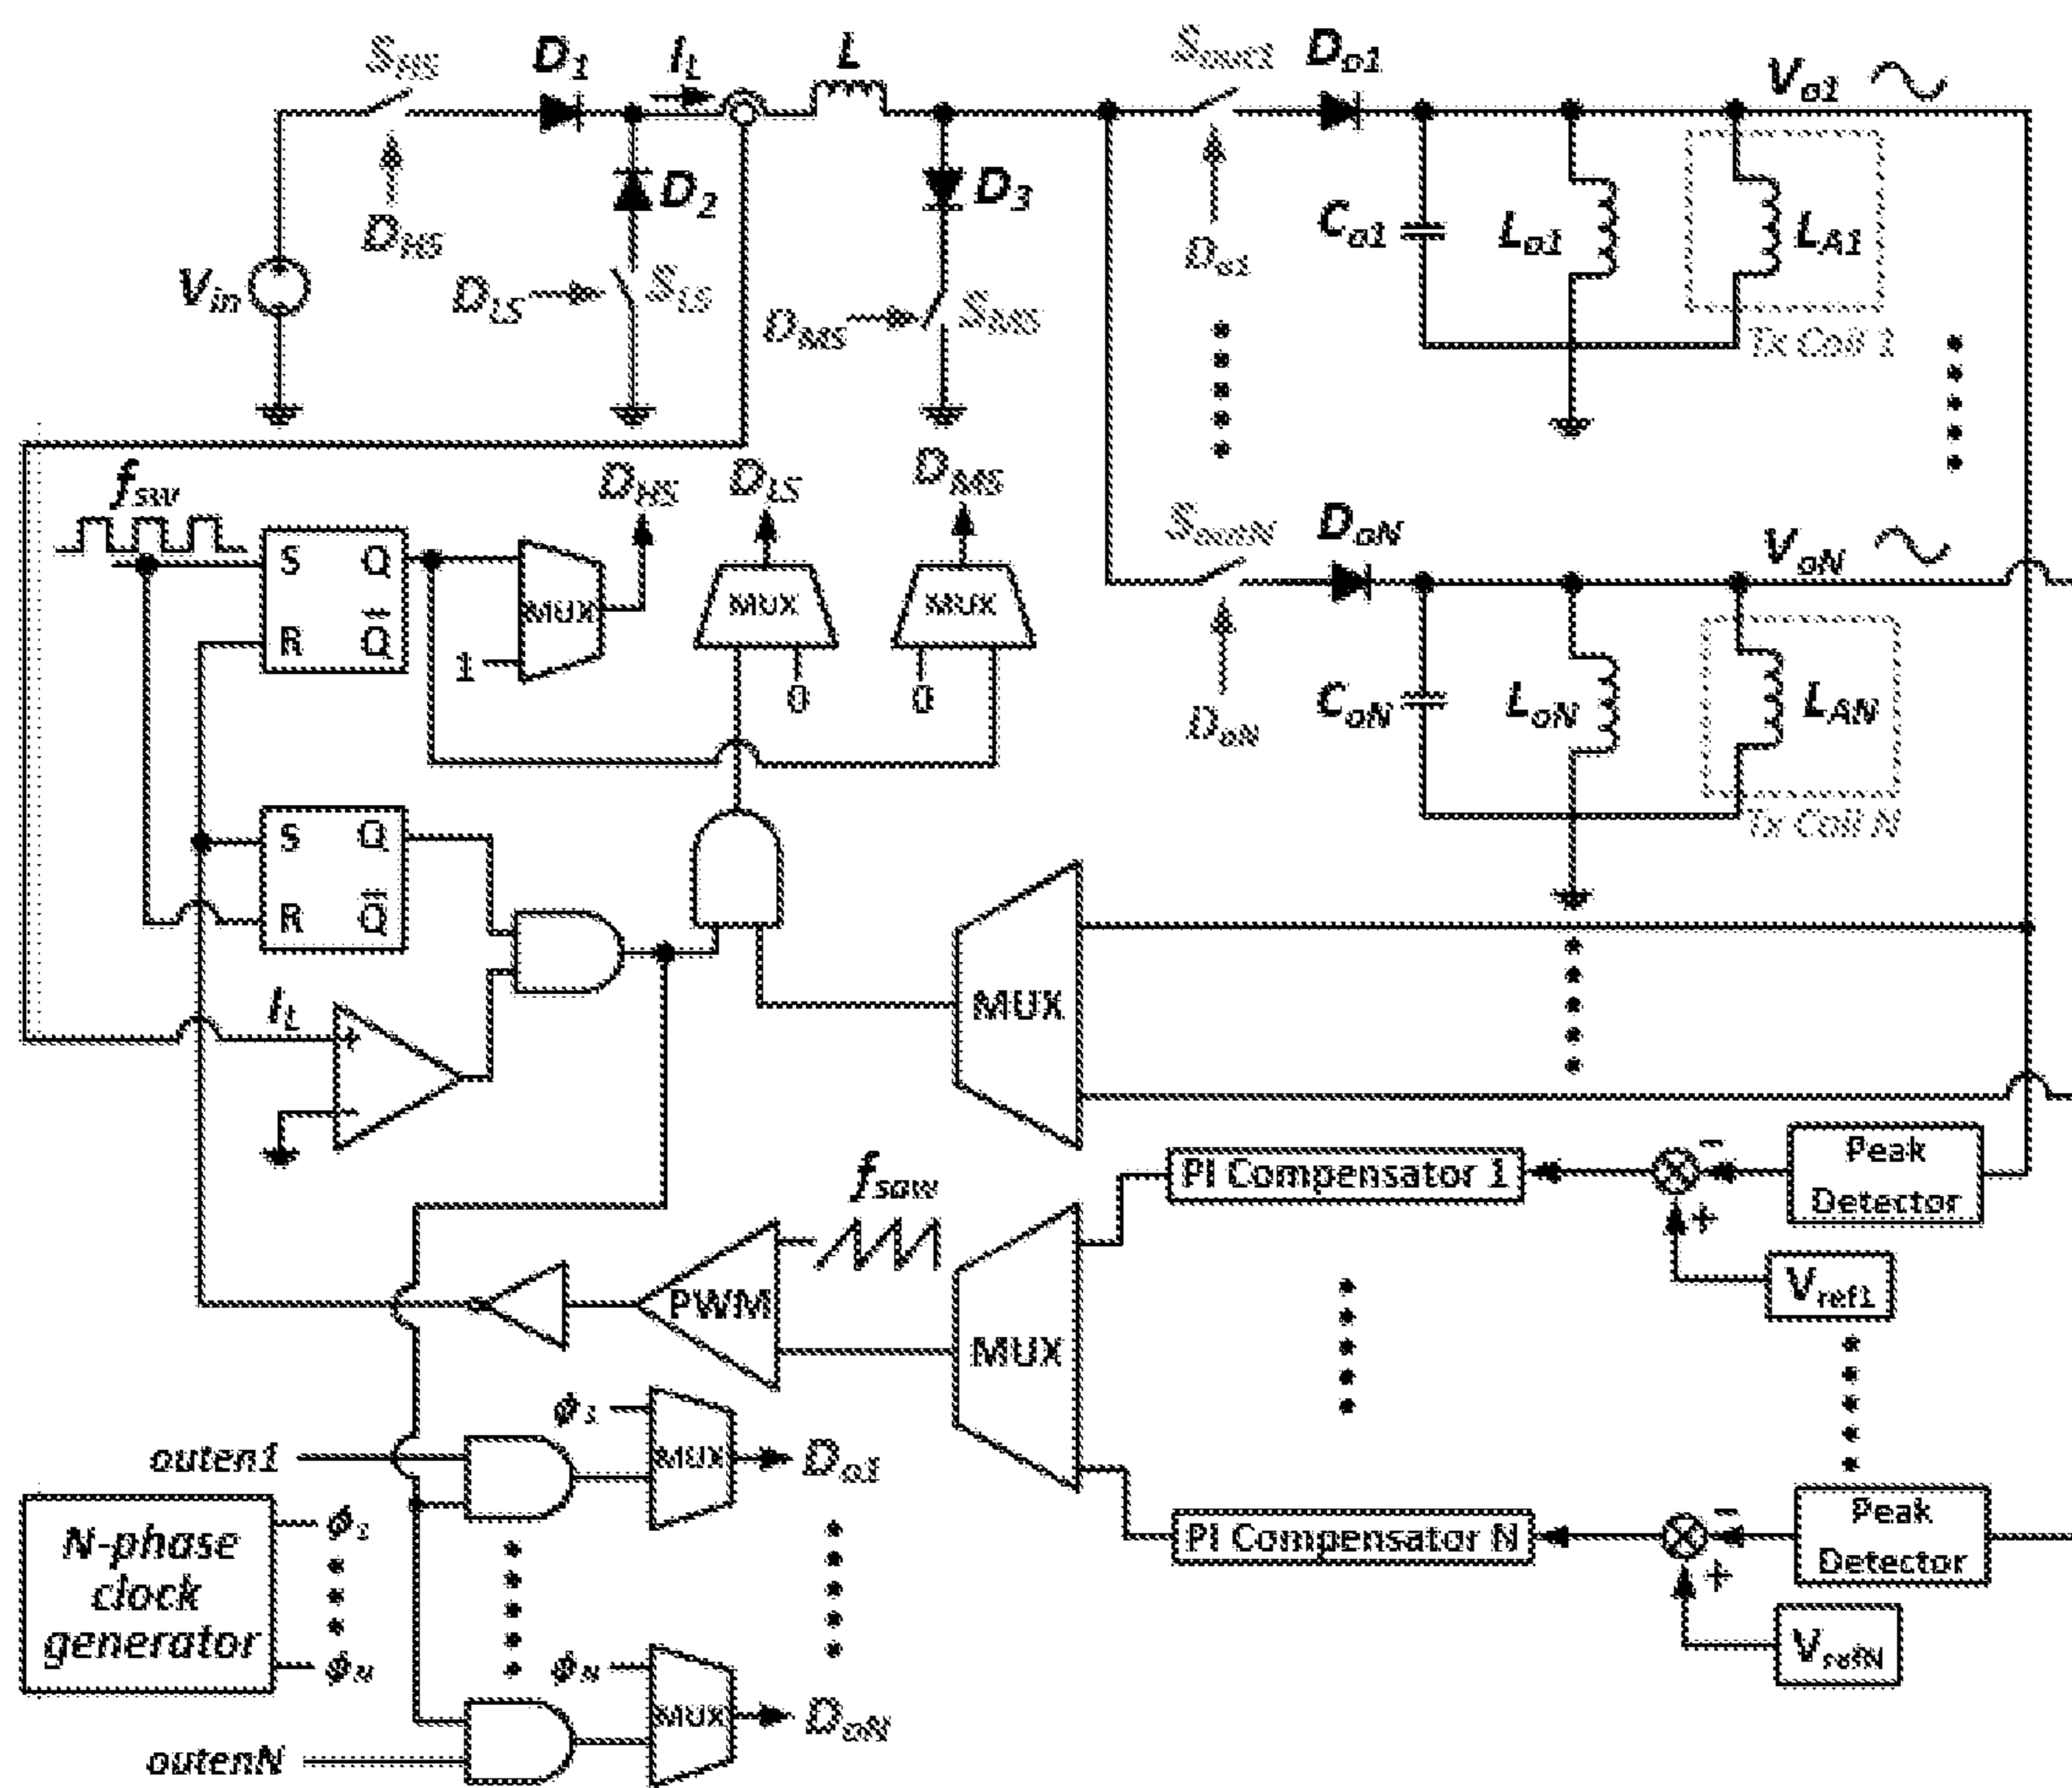 S_HS D_1 I_L L S_out1 D_o1 V_o1
D_HS D_2 D_3 C_o1 L_o1 L_A1
V_in D_LS S_LS D_MS S_MS D_o1
Tx Coil 1
f_sw D_HS D_LS D_MS S_outN D_oN V_oN
S Q MUX MUX MUX
R Q̅ 1 0 0
D_oN C_oN L_oN L_AN
Tx Coil N
S Q
R Q̅
I_L + MUX
−
PI Compensator 1 − Peak
Detector
+
f_saw V_ref1
PWM MUX
ϕ_1
outen1 MUX D_o1
N-phase ϕ_1
clock
generator ϕ_N
PI Compensator N − Peak
Detector
+
V_refN
ϕ_N MUX D_oN
outenN